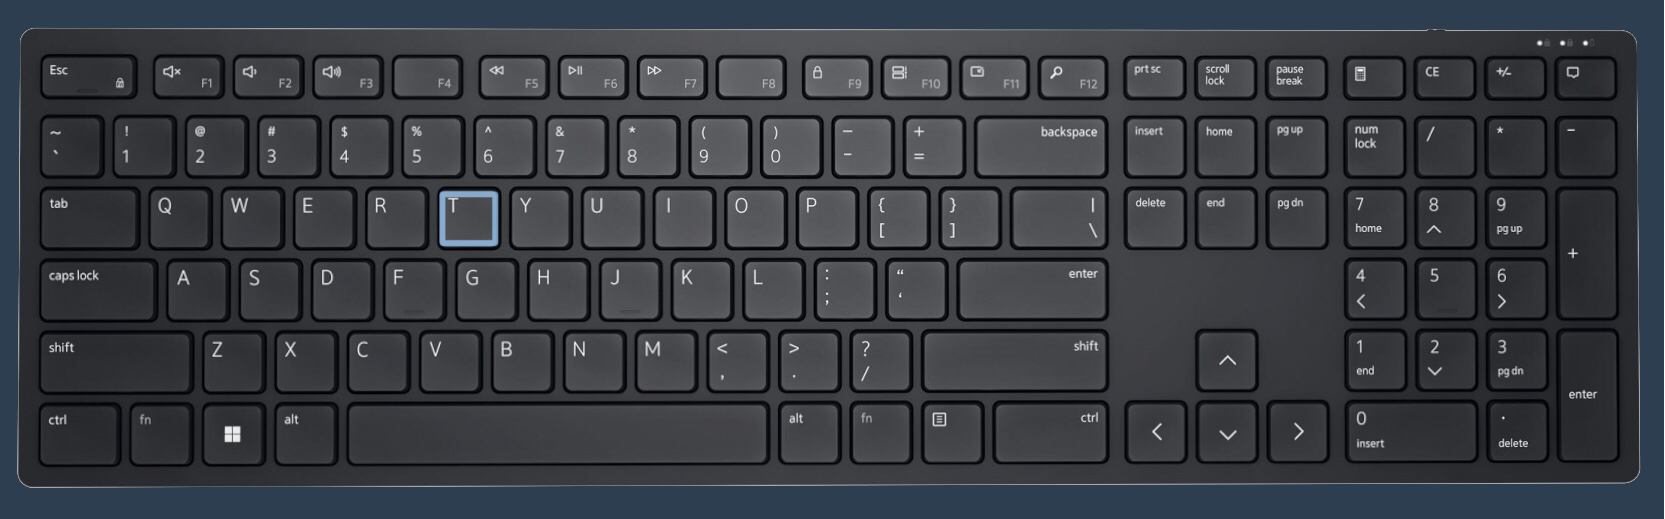 Esc F1 F2 F3 F4 F5 F6 F7 F8 F9 F10 F11 F12 prt sc scroll lock pause break CE +/-
~ ` ! 1 @ 2 # 3 $ 4 % 5 ^ 6 & 7 * 8 ( 9 ) 0 − - + = backspace insert home pg up num lock / * −
tab Q W E R T Y U I O P { [ } ] | \ delete end pg dn 7 home 8 9 pg up +
caps lock A S D F G H J K L : ; “ ‘ enter 4 5 6
shift Z X C V B N M < , > . ? / shift 1 end 2 3 pg dn enter
ctrl fn alt alt fn ctrl 0 insert . delete